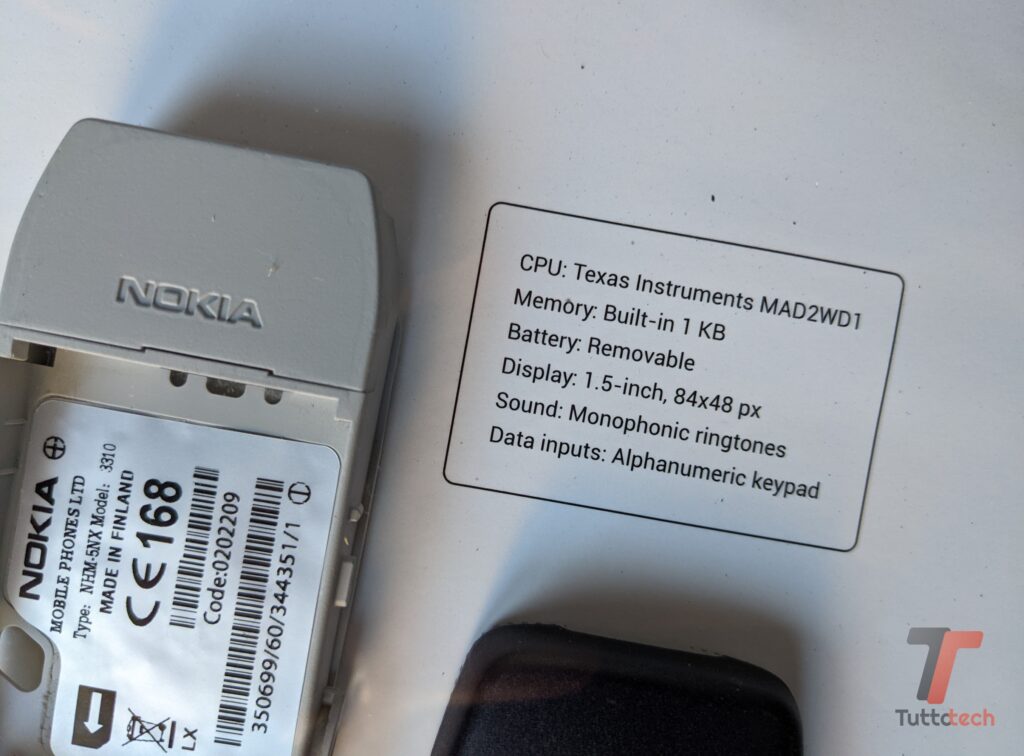 NOKIA
NOKIA
MOBILE PHONES LTD
Type: NHM-5NX Model: 3310
MADE IN FINLAND
CE 168
Code:0202209
350699/60/344351/1
LX
CPU: Texas Instruments MAD2WD1
Memory: Built-in 1 KB
Battery: Removable
Display: 1.5-inch, 84x48 px
Sound: Monophonic ringtones
Data inputs: Alphanumeric keypad
TT
Tuttotech